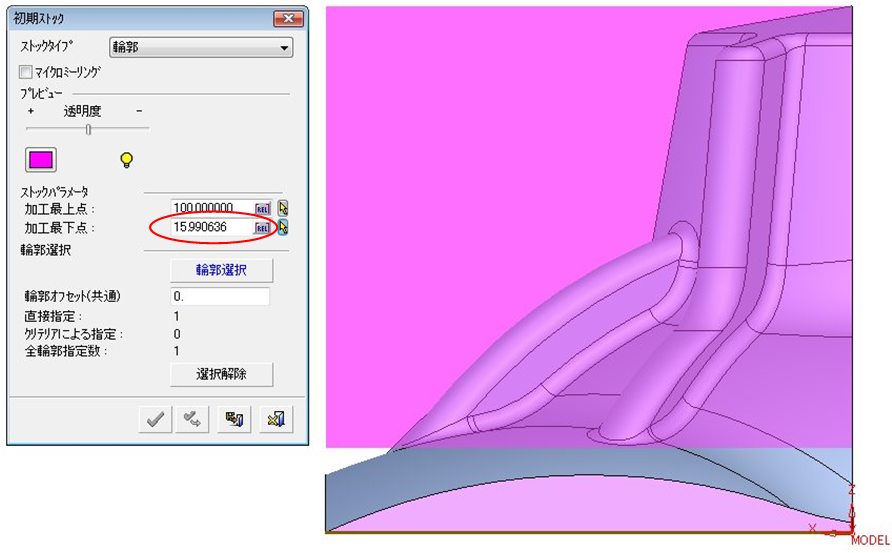 初期ストック
ストックタイプ 輪郭
マイクロミーリング
プレビュー
+ 透明度 -
ストックパラメータ
加工最上点 : 100.000000 REL
加工最下点 : 15.990636 REL
輪郭選択
輪郭選択
輪郭オフセット(共通) 0.
直接指定 : 1
クリテリアによる指定 : 0
全輪郭指定数 : 1
選択解除
Z
X
MODEL